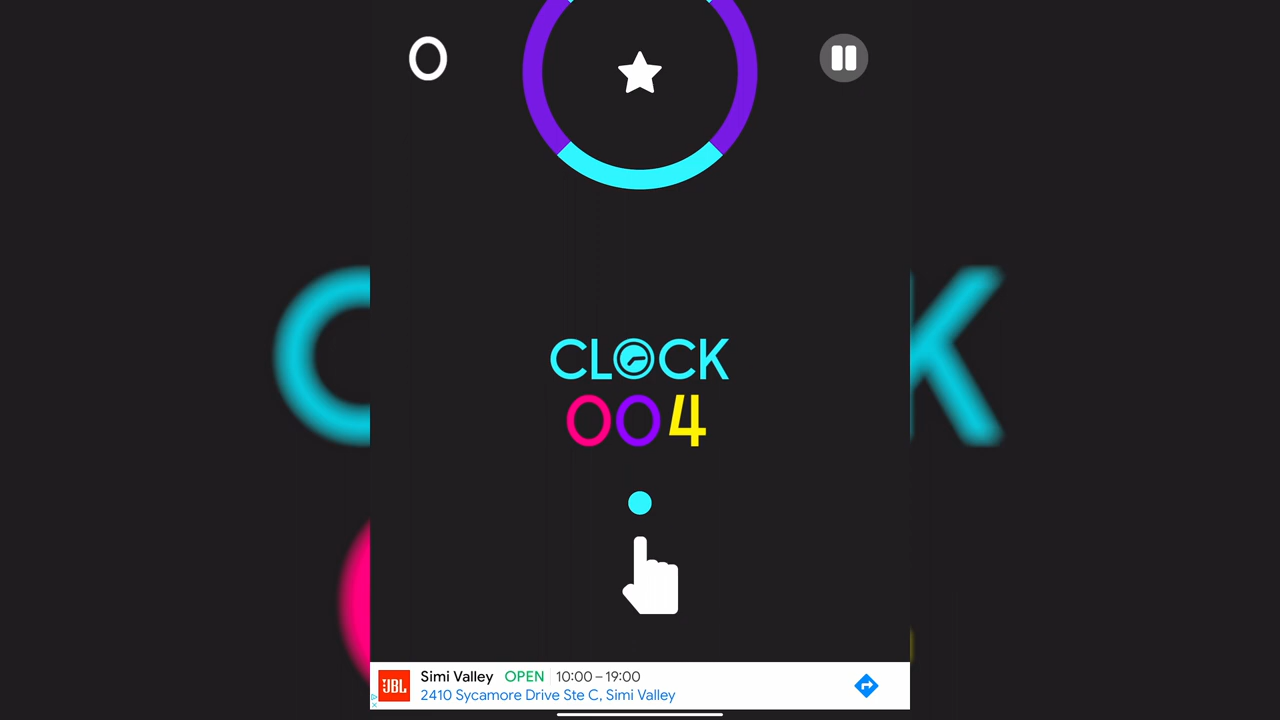 0
CLOCK
004
JBL
Simi Valley OPEN 10:00 – 19:00
2410 Sycamore Drive Ste C, Simi Valley